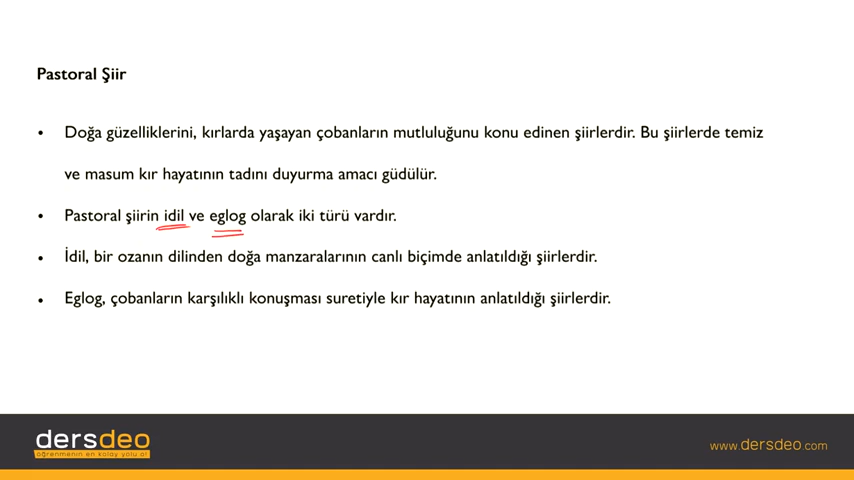 Pastoral Şiir
• Doğa güzelliklerini, kırlarda yaşayan çobanların mutluluğunu konu edinen şiirlerdir. Bu şiirlerde temiz
ve masum kır hayatının tadını duyurma amacı güdülür.
• Pastoral şiirin idil ve eglog olarak iki türü vardır.
• İdil, bir ozanın dilinden doğa manzaralarının canlı biçimde anlatıldığı şiirlerdir.
• Eglog, çobanların karşılıklı konuşması suretiyle kır hayatının anlatıldığı şiirlerdir.
dersdeo
öğrenmenin en kolay yolu o!
www.dersdeo.com